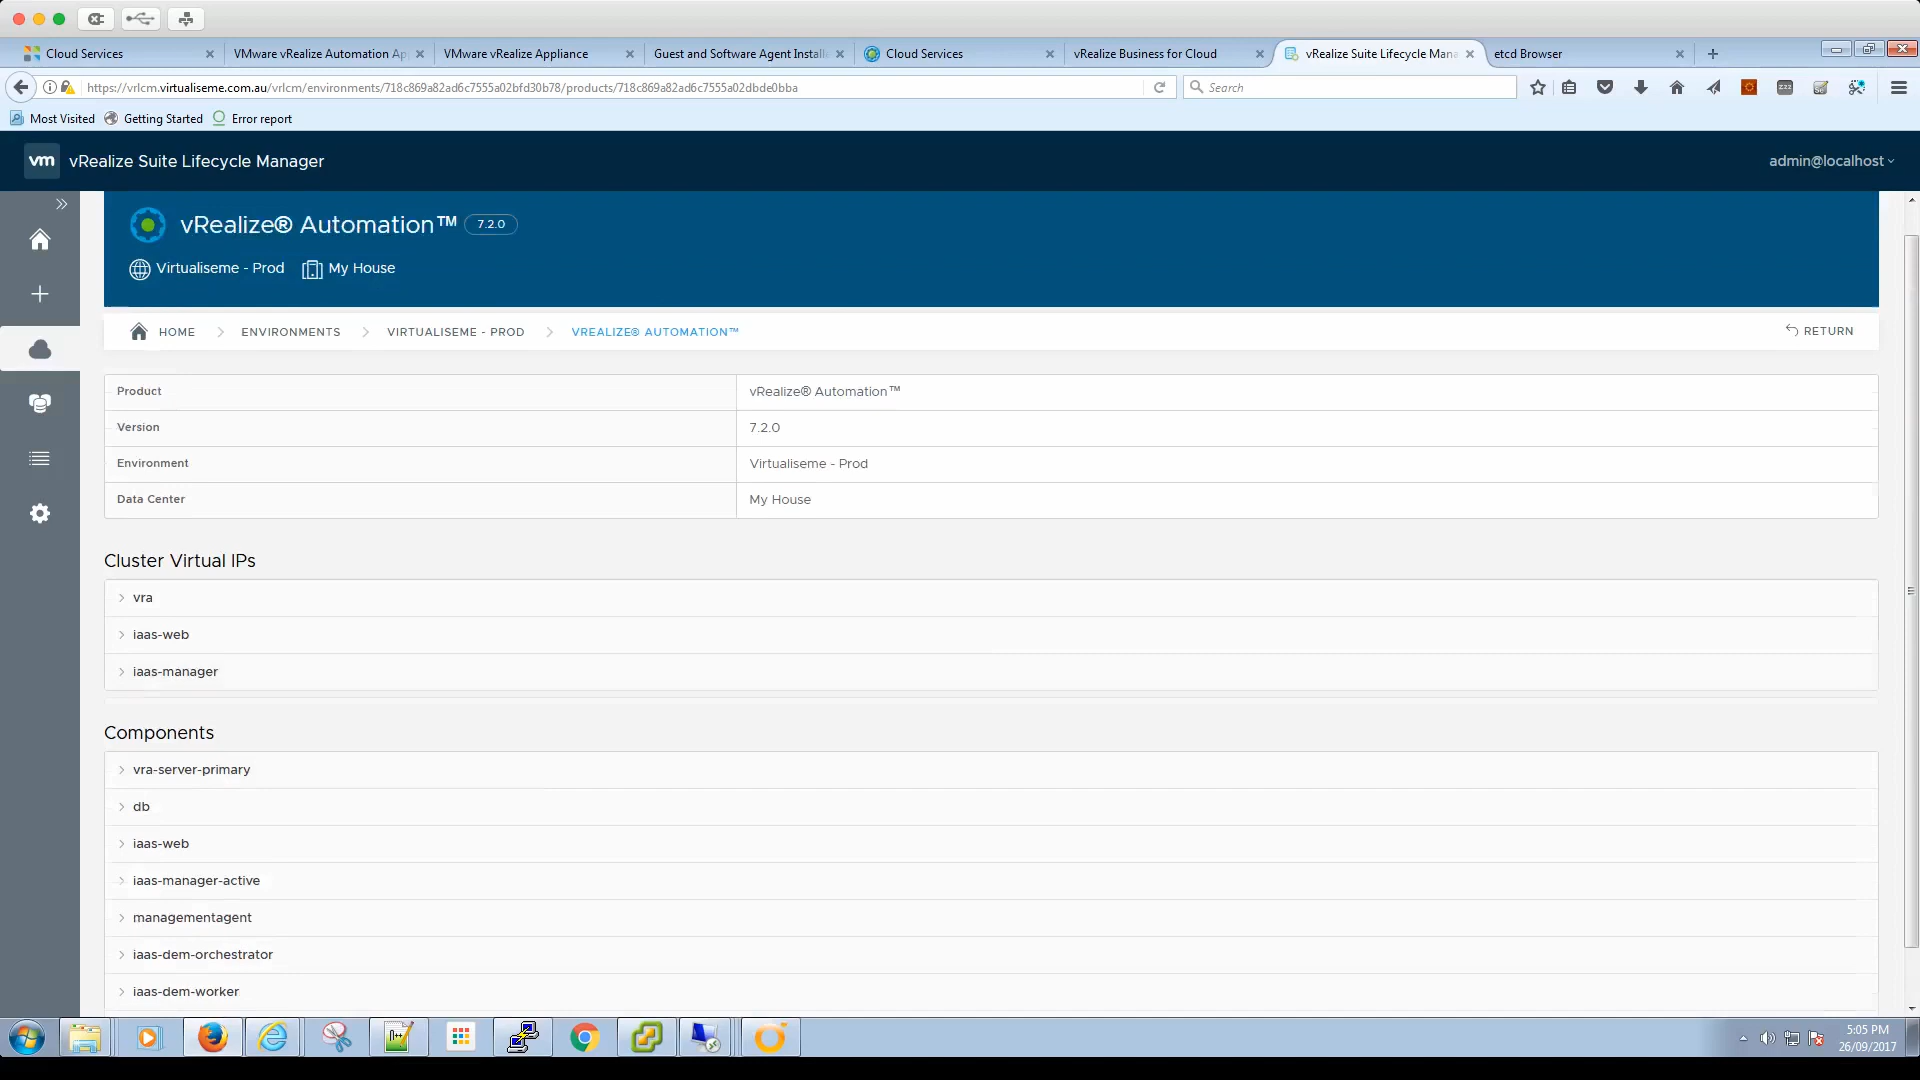 Cloud Services
VMware vRealize Automation Ap
VMware vRealize Appliance
Guest and Software Agent Install
Cloud Services
vRealize Business for Cloud
vRealize Suite Lifecycle Mana
etcd Browser
https://vrlcm.virtualiseme.com.au/vrlcm/environments/718c869a82ad6c7555a02bfd30b78/products/718c869a82ad6c7555a02dbde0bba
Search
Most Visited
Getting Started
Error report
vm
vRealize Suite Lifecycle Manager
admin@localhost
vRealize® Automation™
7.2.0
Virtualiseme - Prod
My House
HOME
ENVIRONMENTS
VIRTUALISEME - PROD
VREALIZE® AUTOMATION™
RETURN
Product
vRealize® Automation™
Version
7.2.0
Environment
Virtualiseme - Prod
Data Center
My House
Cluster Virtual IPs
vra
iaas-web
iaas-manager
Components
vra-server-primary
db
iaas-web
iaas-manager-active
managementagent
iaas-dem-orchestrator
iaas-dem-worker
5:05 PM
26/09/2017